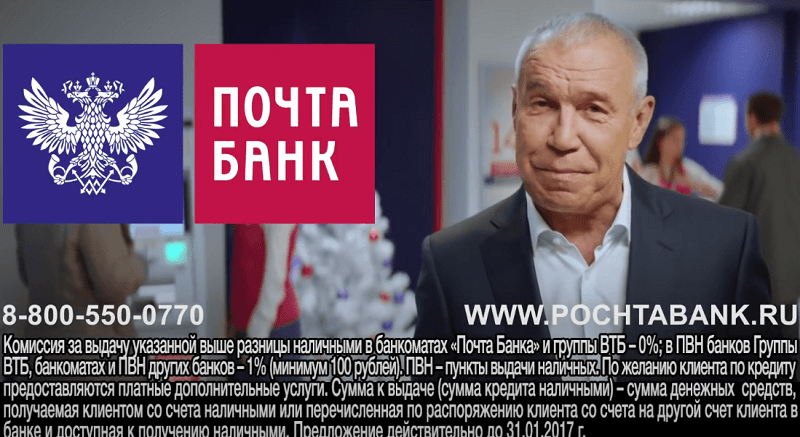 ПОЧТА
БАНК
8-800-550-0770
WWW.POCHTABANK.RU
Комиссия за выдачу указанной выше разницы наличными в банкоматах «Почта Банка» и группы ВТБ – 0%; в ПВН банков Группы
ВТБ, банкоматах и ПВН других банков – 1% (минимум 100 рублей). ПВН – пункты выдачи наличных. По желанию клиента по кредиту
предоставляются платные дополнительные услуги. Сумма к выдаче (сумма кредита наличными) – сумма денежных средств,
получаемая клиентом со счета наличными или перечисленная по распоряжению клиента со счета на другой счет клиента в
банке и доступная к получению наличными. Предложение действительно до 31.01.2017 г.